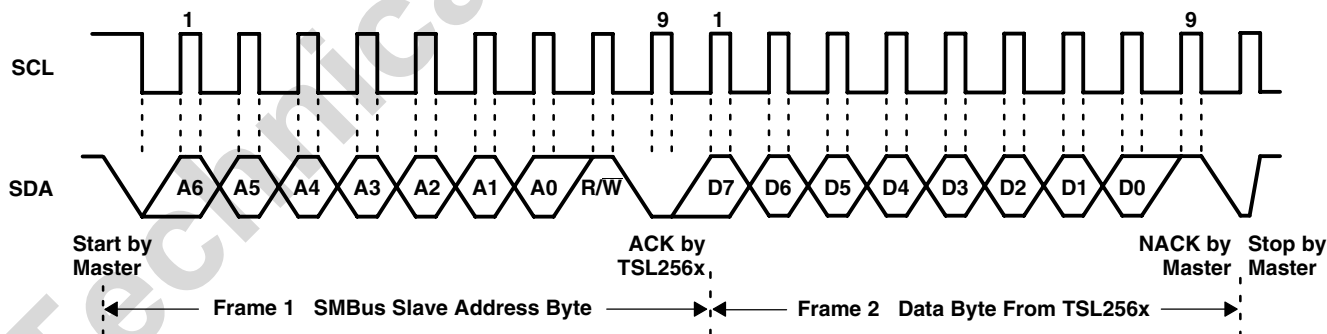 1 9 1 9
SCL
SDA
A6 A5 A4 A3 A2 A1 A0 R/W D7 D6 D5 D4 D3 D2 D1 D0
Start by Master
ACK by TSL256x
NACK by Master
Stop by Master
Frame 1 SMBus Slave Address Byte
Frame 2 Data Byte From TSL256x
Technica